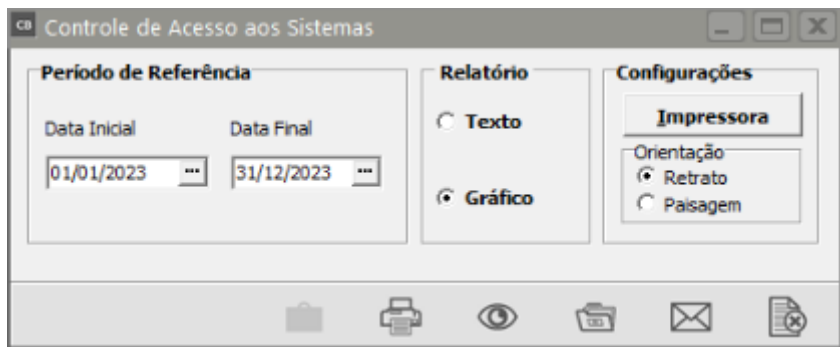 CB Controle de Acesso aos Sistemas
Período de Referência
Data Inicial Data Final
01/01/2023 ... 31/12/2023 ...
Relatório
Texto
Gráfico
Configurações
Impressora
Orientação
Retrato
Paisagem